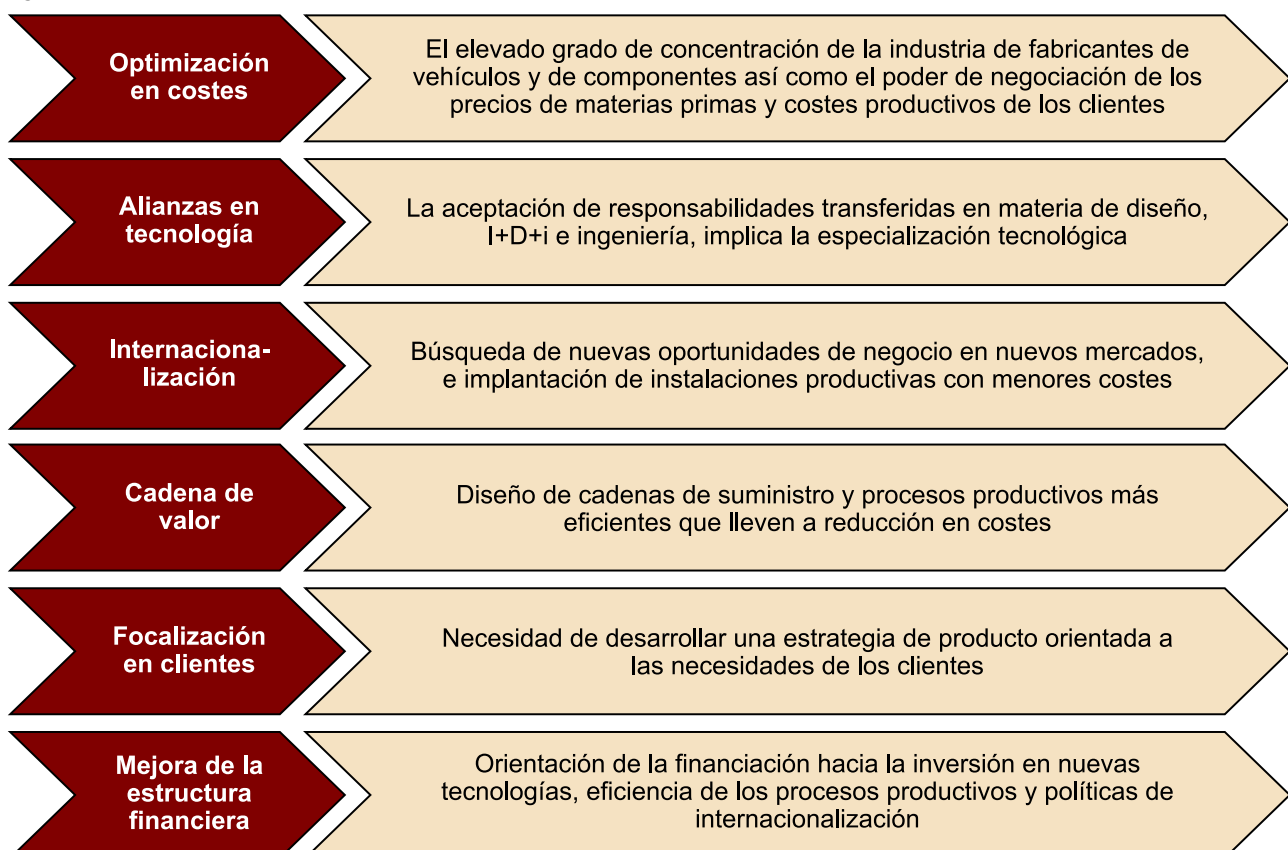 Optimización
en costes
El elevado grado de concentración de la industria de fabricantes de
vehículos y de componentes así como el poder de negociación de los
precios de materias primas y costes productivos de los clientes
Alianzas en
tecnología
La aceptación de responsabilidades transferidas en materia de diseño,
I+D+i e ingeniería, implica la especialización tecnológica
Internaciona-
lización
Búsqueda de nuevas oportunidades de negocio en nuevos mercados,
e implantación de instalaciones productivas con menores costes
Cadena de
valor
Diseño de cadenas de suministro y procesos productivos más
eficientes que lleven a reducción en costes
Focalización
en clientes
Necesidad de desarrollar una estrategia de producto orientada a
las necesidades de los clientes
Mejora de la
estructura
financiera
Orientación de la financiación hacia la inversión en nuevas
tecnologías, eficiencia de los procesos productivos y políticas de
internacionalización